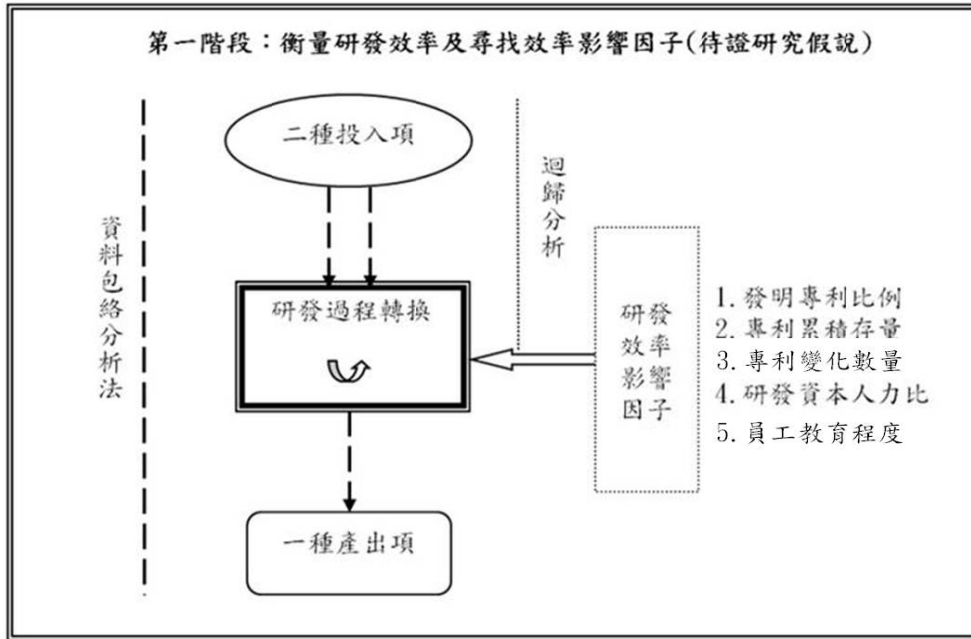 第一階段：衡量研發效率及尋找效率影響因子(待證研究假說)
二種投入項
迴歸分析
資料包絡分析法
研發過程轉換
研發效率影響因子
1. 發明專利比例
2. 專利累積存量
3. 專利變化數量
4. 研發資本人力比
5. 員工教育程度
一種產出項